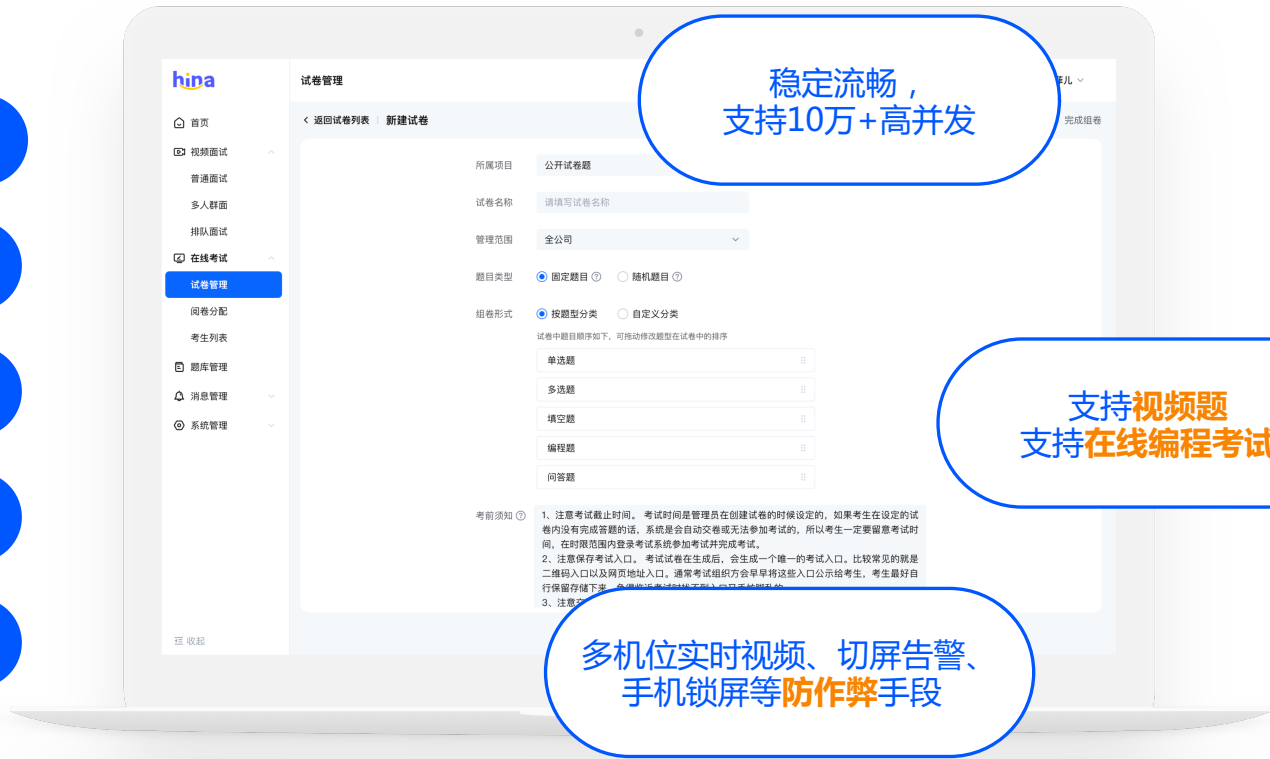 hina
试卷管理
首页
视频面试
普通面试
多人群面
排队面试
在线考试
试卷管理
阅卷分配
考生列表
题库管理
消息管理
系统管理
收起
返回试卷列表
新建试卷
完成组卷
所属项目
公开试卷题
试卷名称
请填写试卷名称
管理范围
全公司
题目类型
固定题目
随机题目
组卷形式
按题型分类
自定义分类
试卷中题目顺序如下，可拖动修改题型在试卷中的排序
单选题
多选题
填空题
编程题
问答题
考前须知
1、注意考试截止时间。 考试时间是管理员在创建试卷的时候设定的，如果考生在设定的试
卷内没有完成答题的话，系统是会自动交卷或无法参加考试的，所以考生一定要留意考试时
间，在时限范围内登录考试系统参加考试并完成考试。
2、注意保存考试入口。 考试试卷在生成后，会生成一个唯一的考试入口。比较常见的就是
二维码入口以及网页地址入口。通常考试组织方会早早将这些入口公示给考生，考生最好自
行保留存储下来，
3、注意
稳定流畅，
支持10万+高并发
支持视频题
支持在线编程考试
多机位实时视频、切屏告警、
手机锁屏等防作弊手段